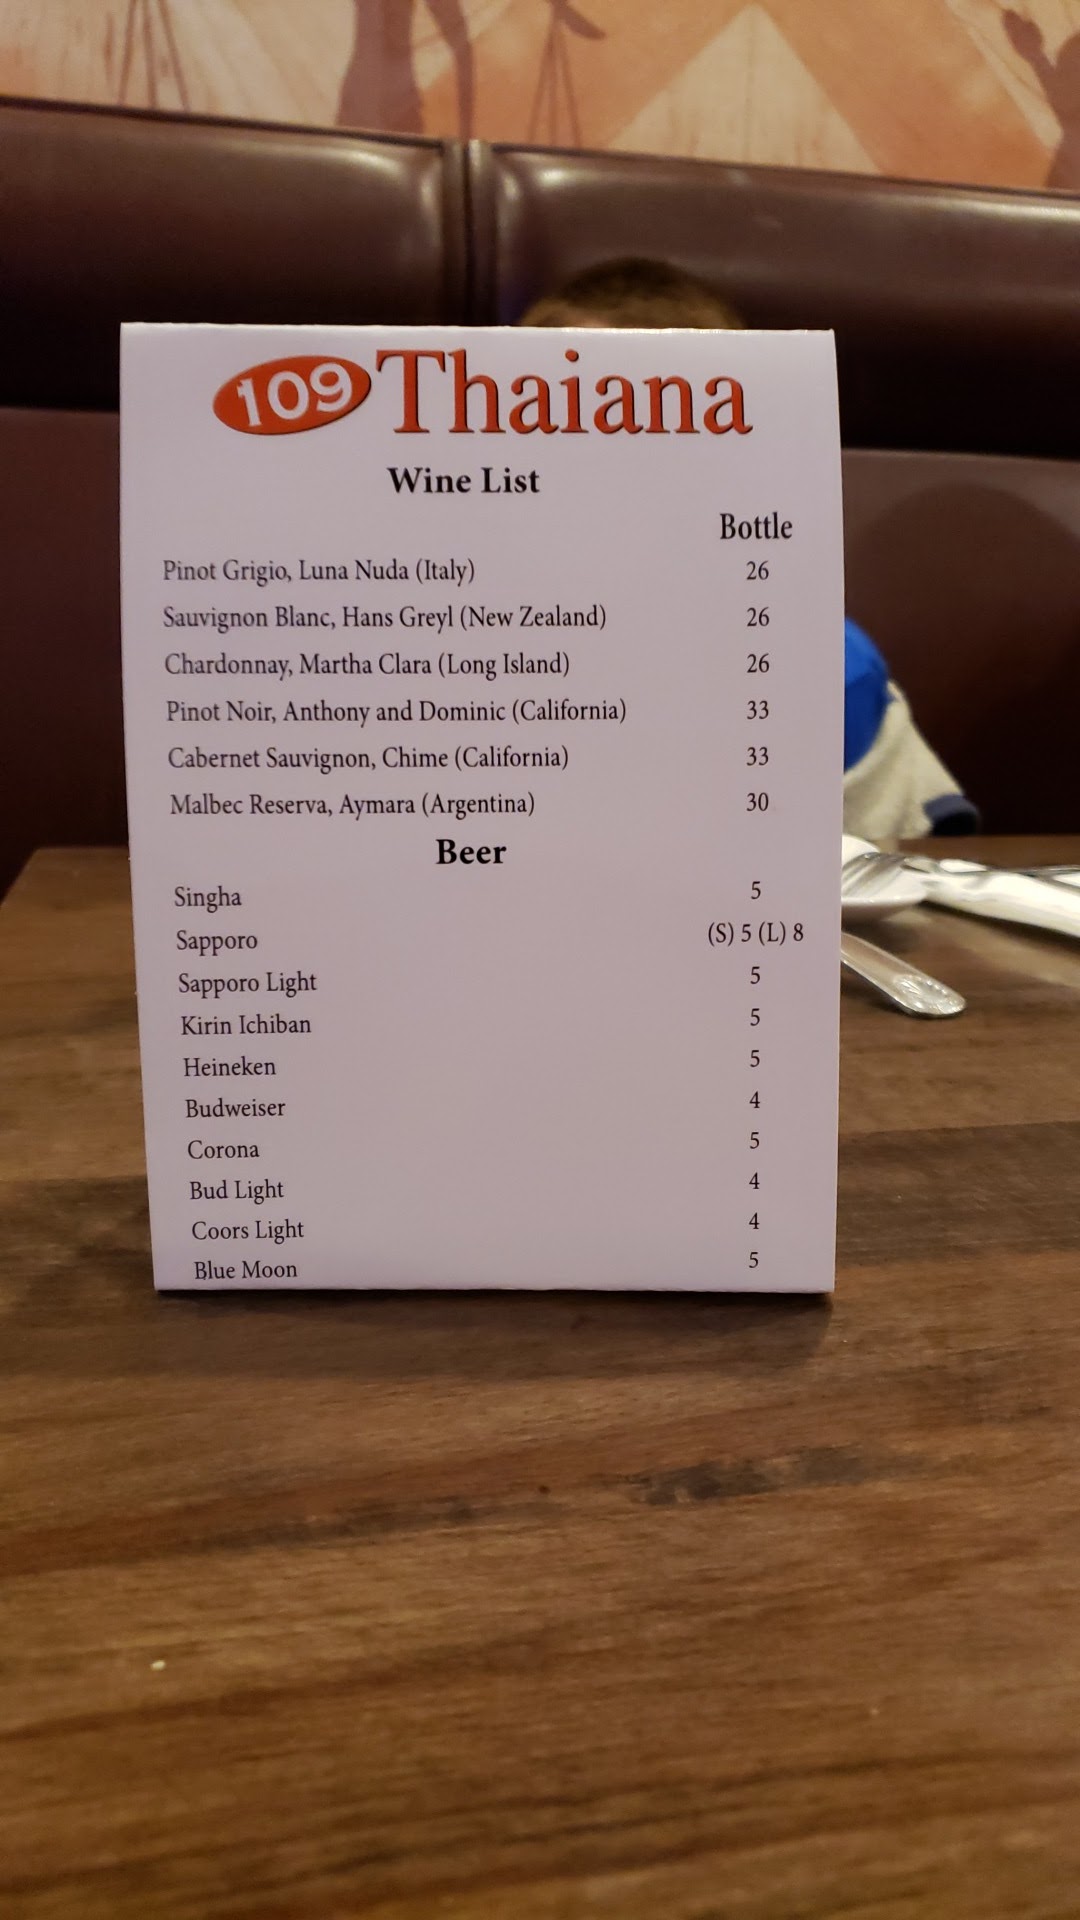 109 Thaiana
Wine List
Bottle
Pinot Grigio, Luna Nuda (Italy) 26
Sauvignon Blanc, Hans Greyl (New Zealand) 26
Chardonnay, Martha Clara (Long Island) 26
Pinot Noir, Anthony and Dominic (California) 33
Cabernet Sauvignon, Chime (California) 33
Malbec Reserva, Aymara (Argentina) 30
Beer
Singha 5
Sapporo (S) 5 (L) 8
Sapporo Light 5
Kirin Ichiban 5
Heineken 5
Budweiser 4
Corona 5
Bud Light 4
Coors Light 4
Blue Moon 5